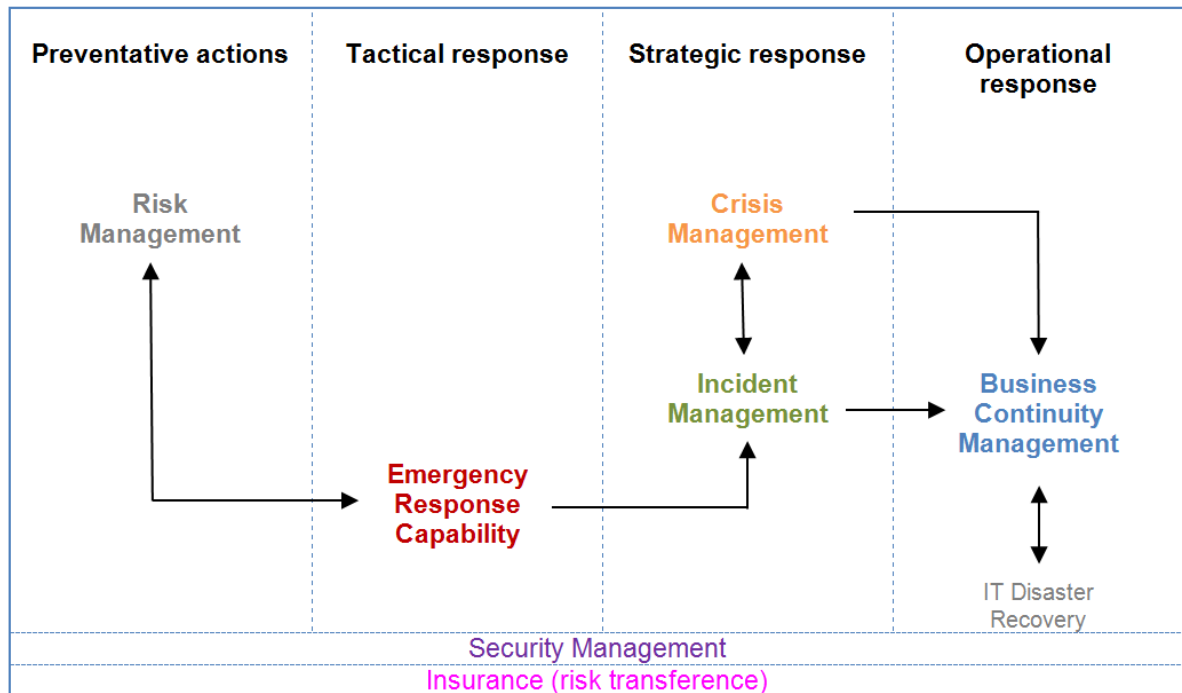 Preventative actions
Tactical response
Strategic response
Operational
response
Risk
Management
Crisis
Management
Incident
Management
Business
Continuity
Management
Emergency
Response
Capability
IT Disaster
Recovery
Security Management
Insurance (risk transference)